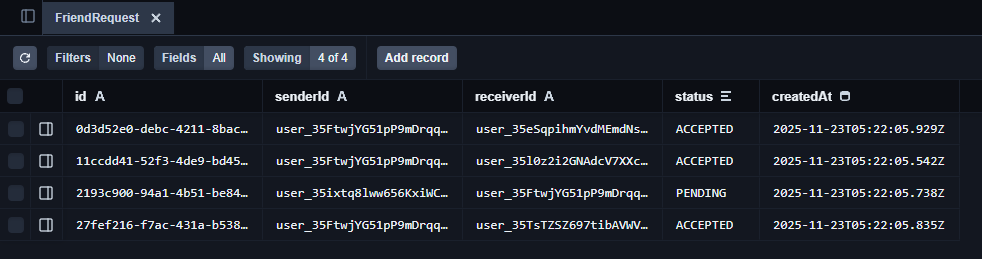 FriendRequest
Filters None Fields All Showing 4 of 4 Add record
id A senderId A receiverId A status createdAt
0d3d52e0-debc-4211-8bac… user_35FtwjYG51pP9mDrqq… user_35eSqpihmYvdMEmdNs… ACCEPTED 2025-11-23T05:22:05.929Z
11ccdd41-52f3-4de9-bd45… user_35FtwjYG51pP9mDrqq… user_35l0z2i2GNAdcV7XXc… ACCEPTED 2025-11-23T05:22:05.542Z
2193c900-94a1-4b51-be84… user_35ixtq8lww656KxiWC… user_35FtwjYG51pP9mDrqq… PENDING 2025-11-23T05:22:05.738Z
27fef216-f7ac-431a-b538… user_35FtwjYG51pP9mDrqq… user_35TsTZSZ697tibAVWV… ACCEPTED 2025-11-23T05:22:05.835Z